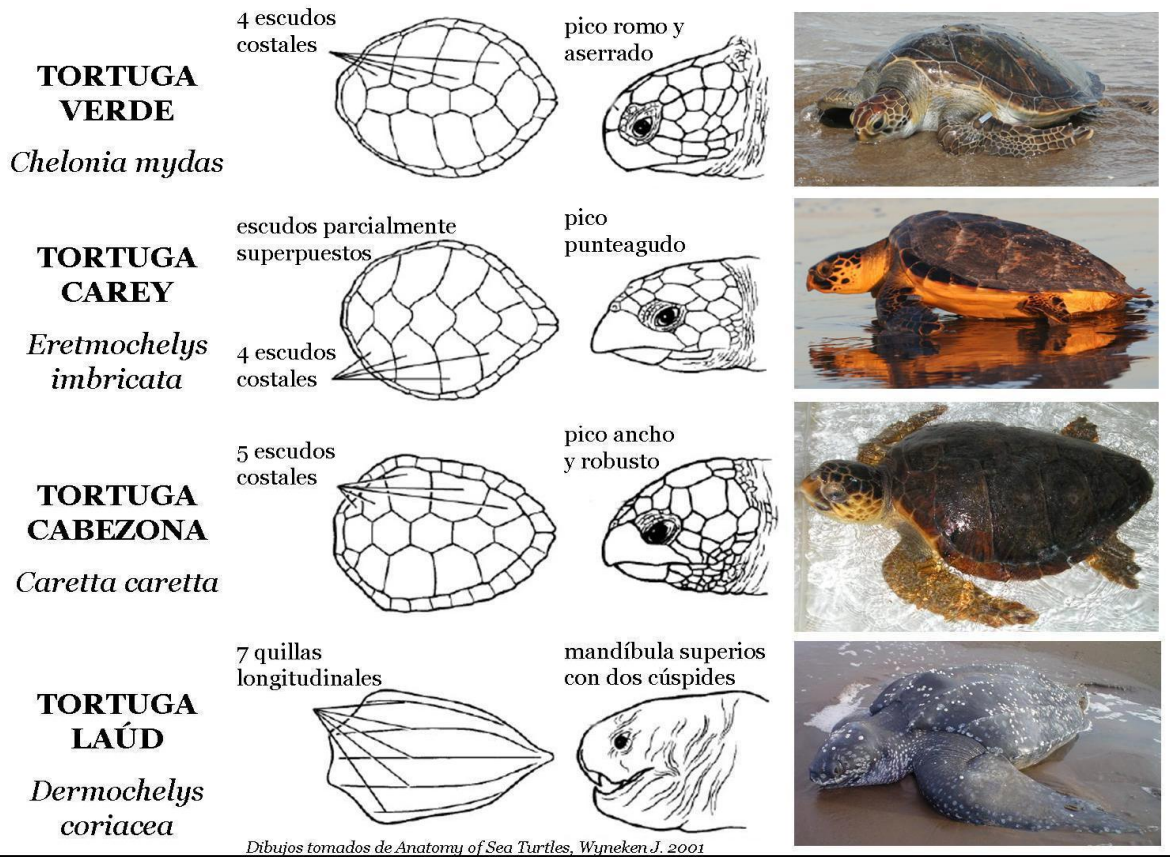 TORTUGA
VERDE
Chelonia mydas
4 escudos
costales
pico romo y
aserrado
TORTUGA
CAREY
Eretmochelys
imbricata
escudos parcialmente
superpuestos
4 escudos
costales
pico
punteagudo
TORTUGA
CABEZONA
Caretta caretta
5 escudos
costales
pico ancho
y robusto
TORTUGA
LAÚD
Dermochelys
coriacea
7 quillas
longitudinales
mandíbula superios
con dos cúspides
Dibujos tomados de Anatomy of Sea Turtles, Wyneken J. 2001